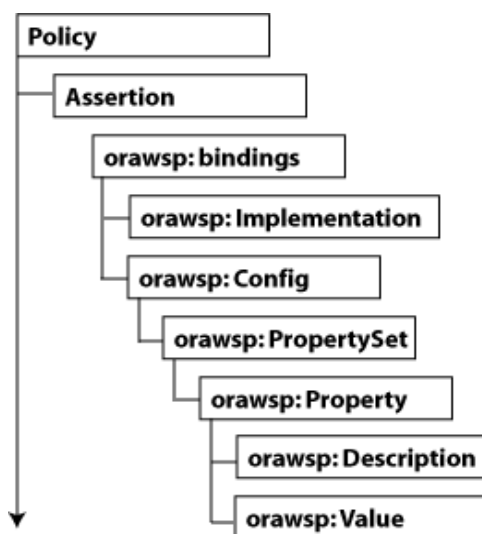 Policy
Assertion
orawsp:bindings
orawsp:Implementation
orawsp:Config
orawsp:PropertySet
orawsp:Property
orawsp:Description
orawsp:Value